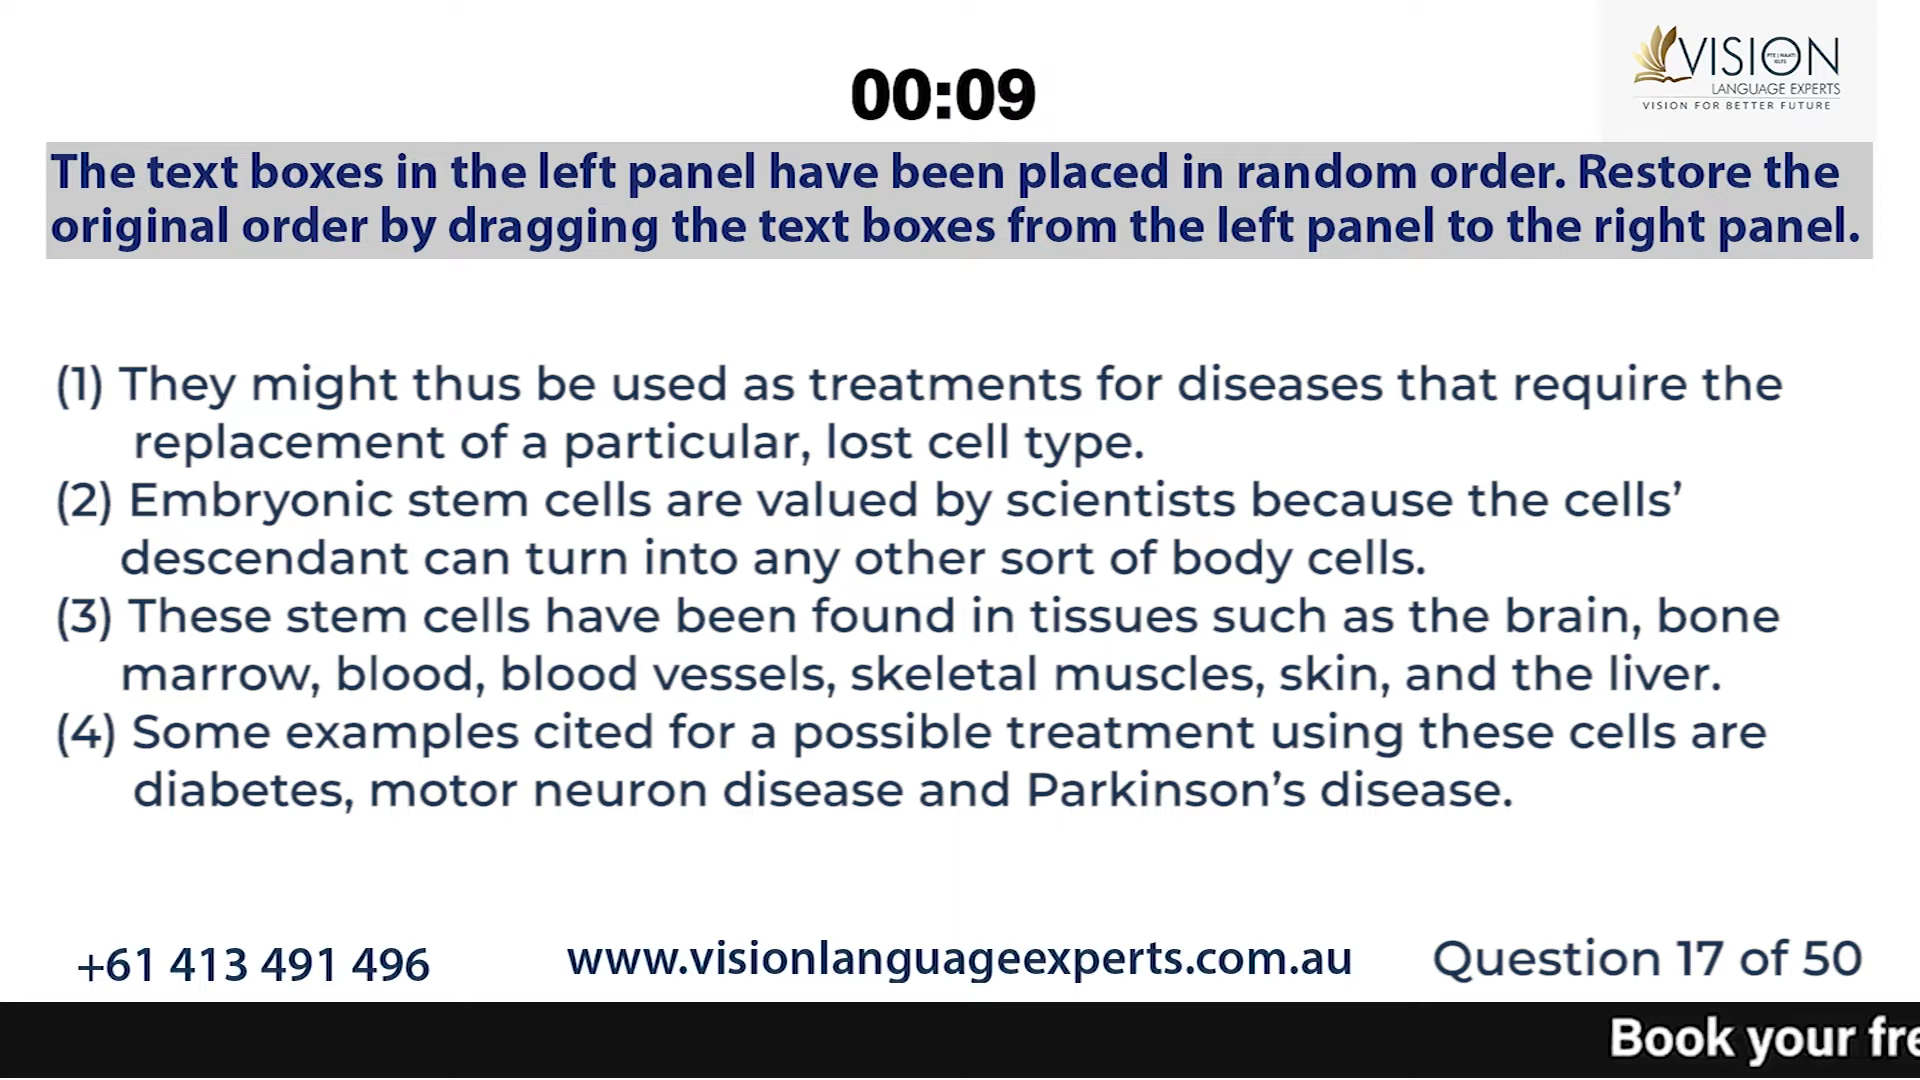 VISION
PTE | NAATI
IELTS
LANGUAGE EXPERTS
VISION FOR BETTER FUTURE
00:09
The text boxes in the left panel have been placed in random order. Restore the
original order by dragging the text boxes from the left panel to the right panel.
(1) They might thus be used as treatments for diseases that require the
replacement of a particular, lost cell type.
(2) Embryonic stem cells are valued by scientists because the cells’
descendant can turn into any other sort of body cells.
(3) These stem cells have been found in tissues such as the brain, bone
marrow, blood, blood vessels, skeletal muscles, skin, and the liver.
(4) Some examples cited for a possible treatment using these cells are
diabetes, motor neuron disease and Parkinson’s disease.
+61 413 491 496
www.visionlanguageexperts.com.au
Question 17 of 50
Book your fre